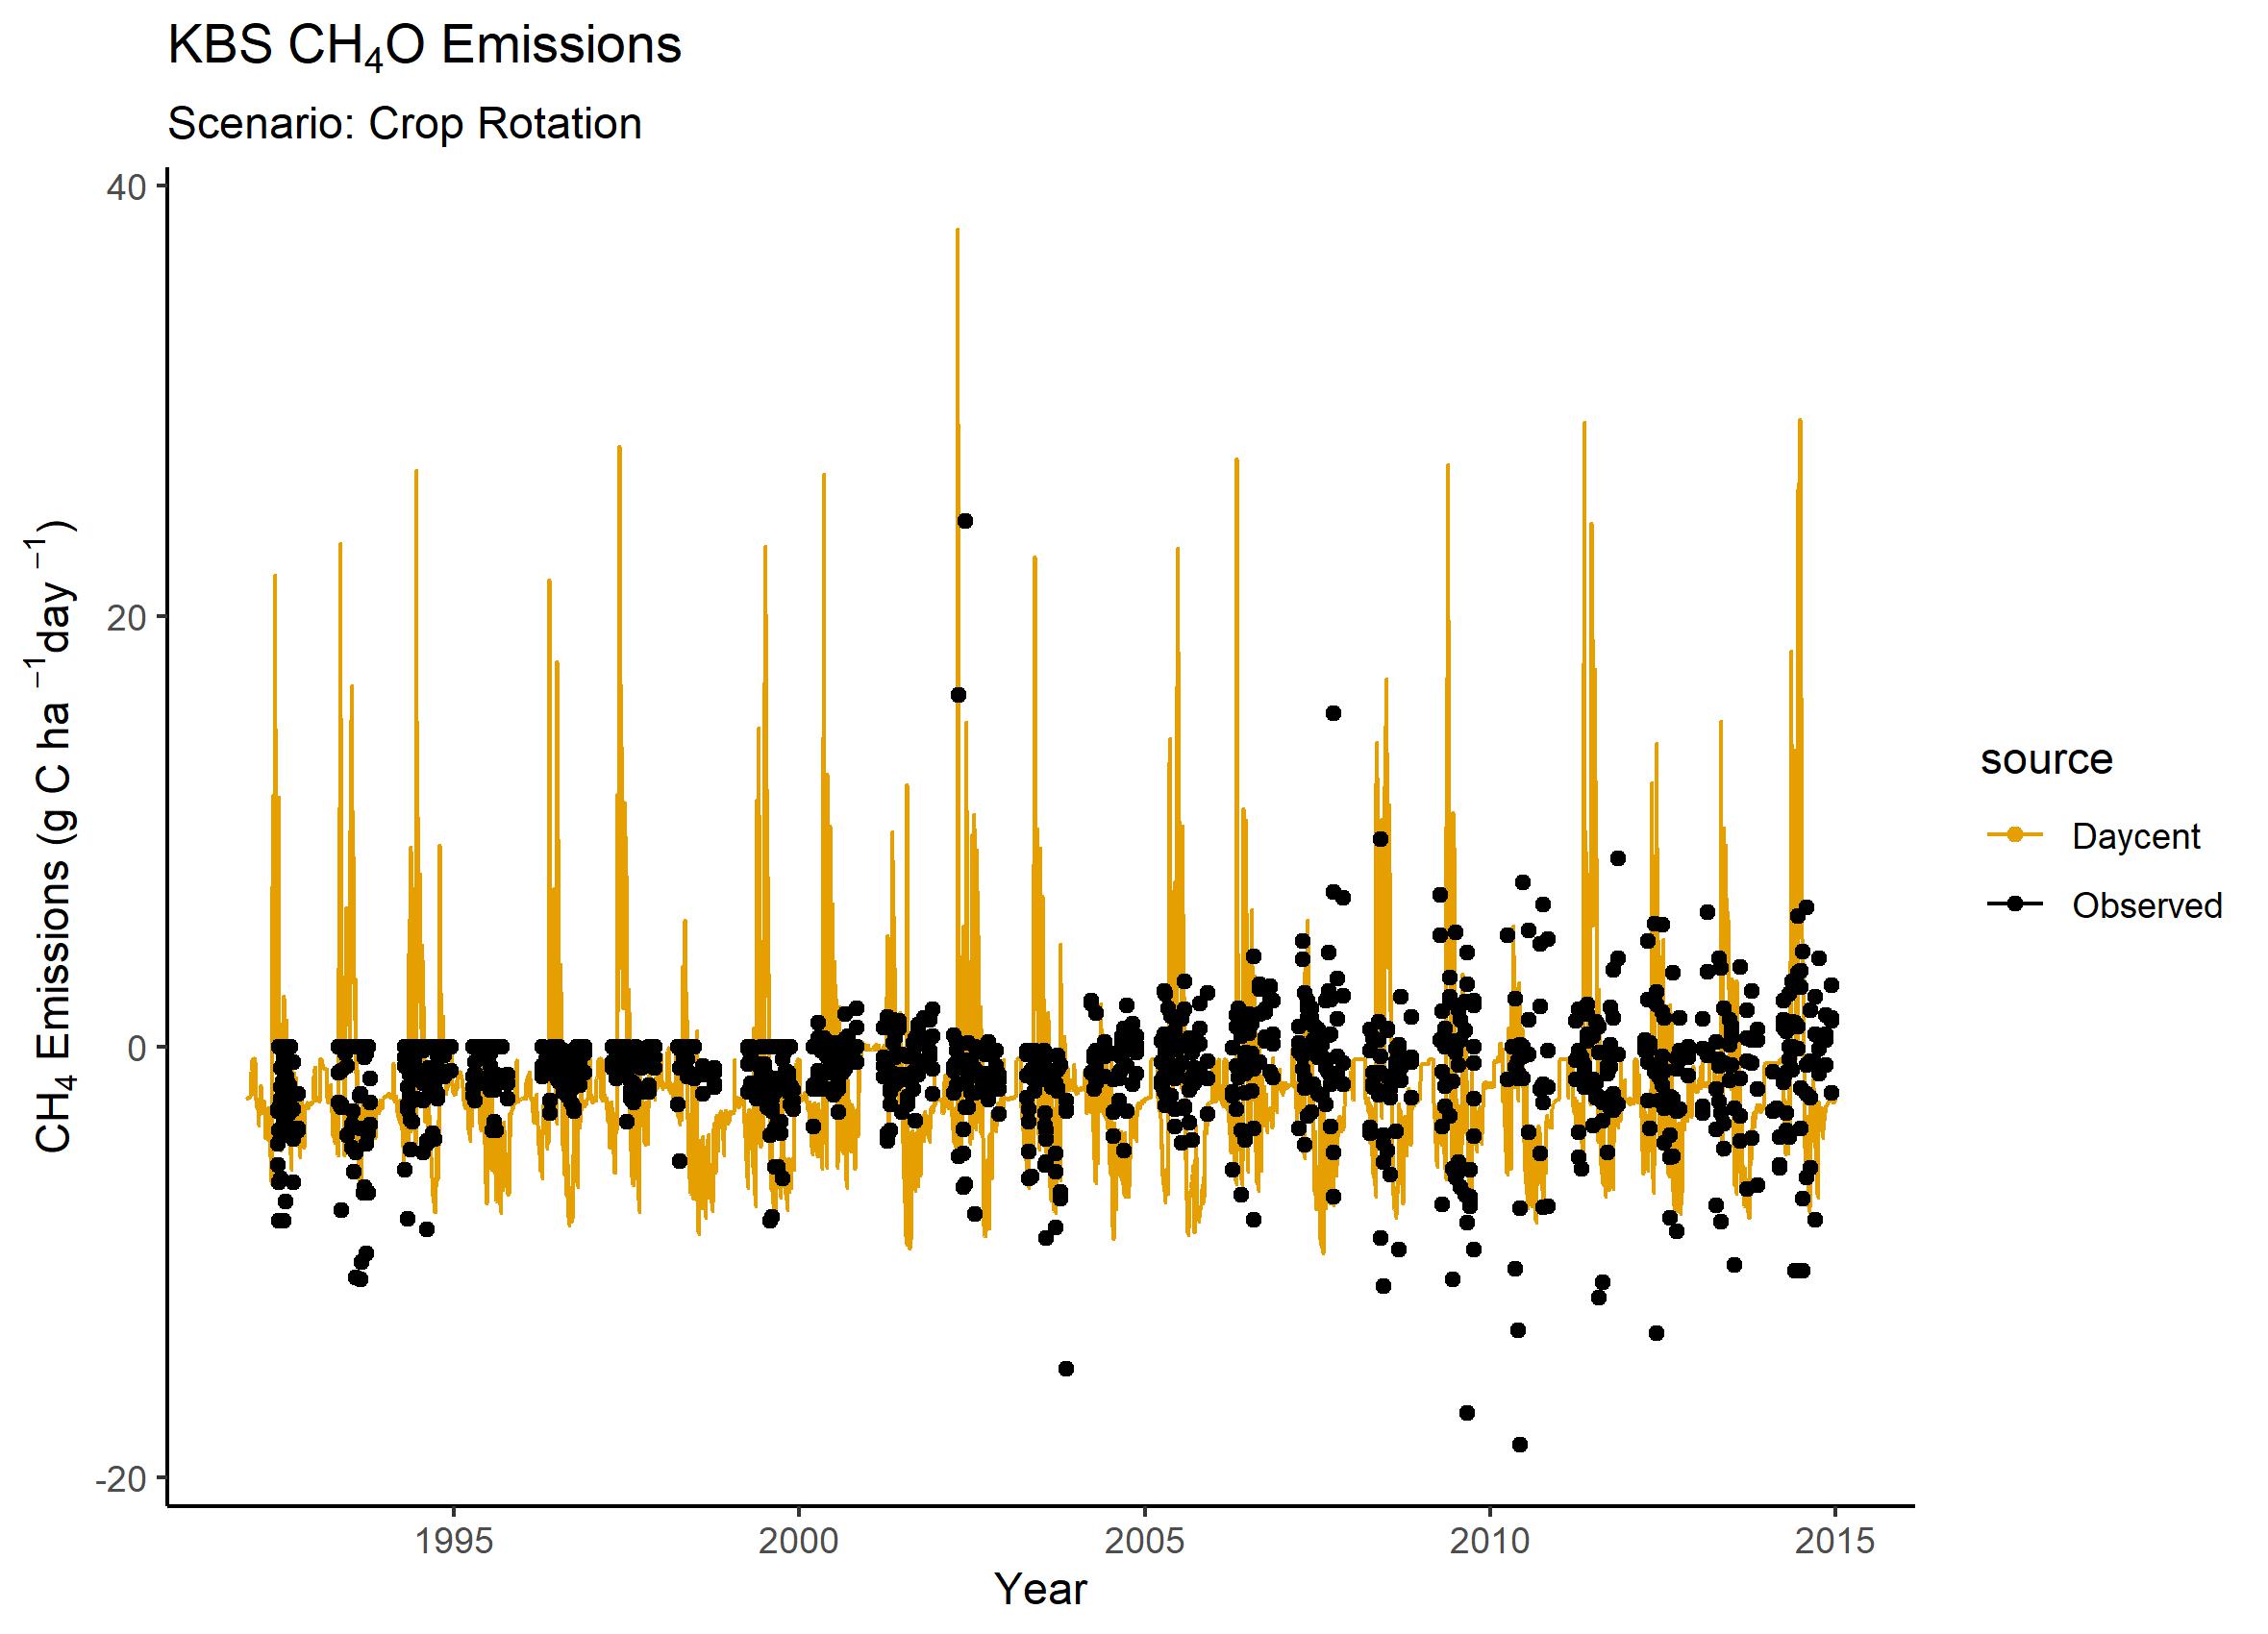 KBS CH₄O Emissions
Scenario: Crop Rotation
CH₄ Emissions (g C ha ⁻¹day ⁻¹)
40
20
0
-20
1995 2000 2005 2010 2015
Year
source
Daycent
Observed